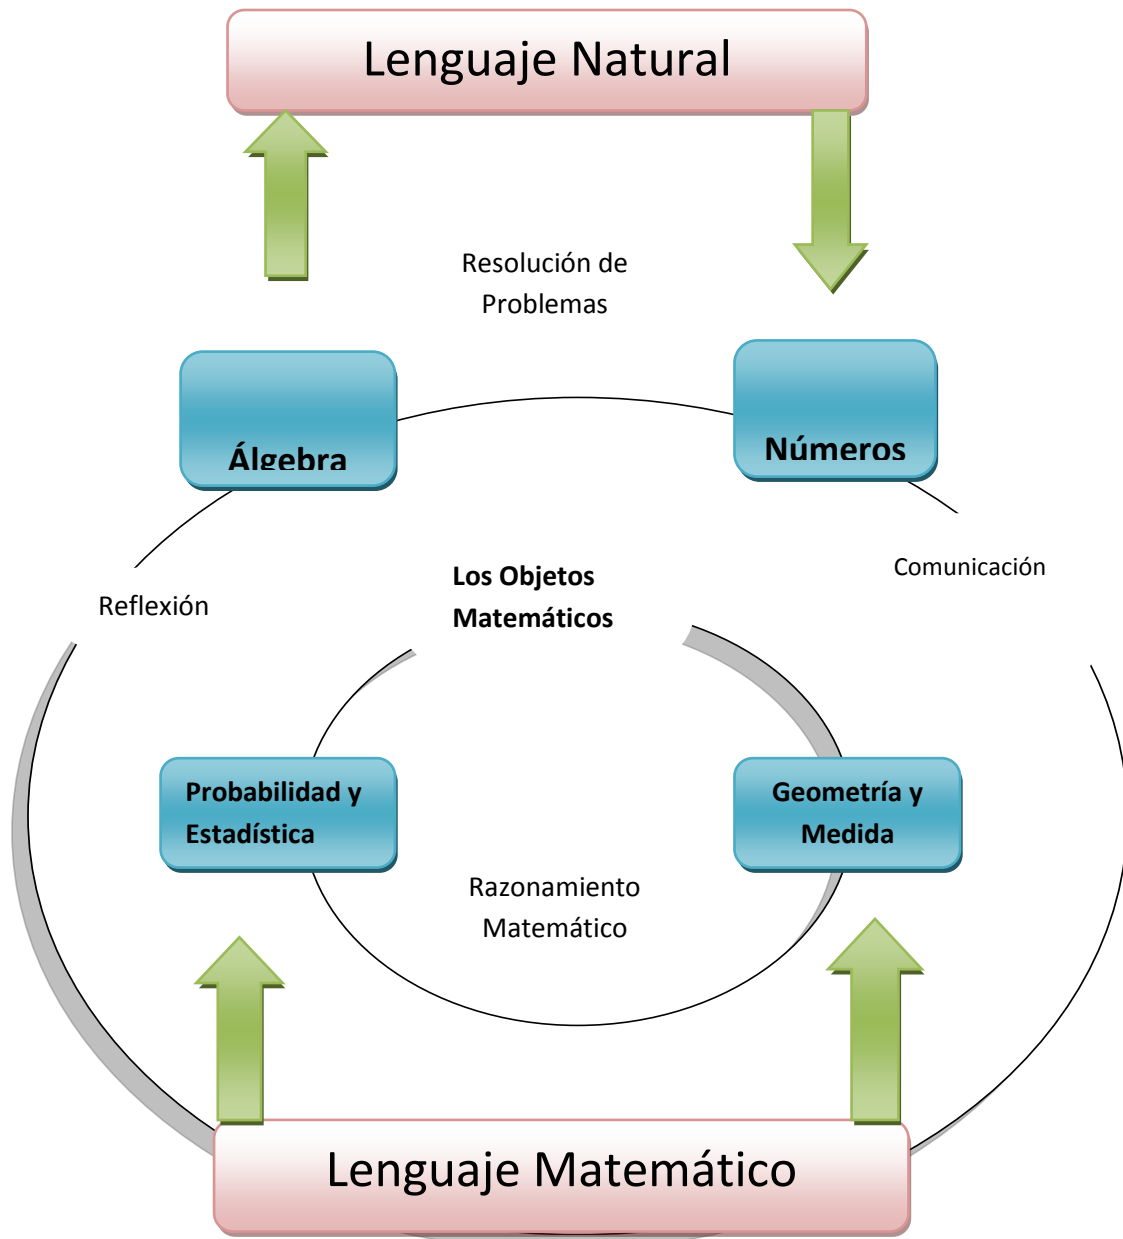 Lenguaje Natural
Resolución de
Problemas
Álgebra
Números
Comunicación
Los Objetos
Matemáticos
Reflexión
Probabilidad y
Estadística
Geometría y
Medida
Razonamiento
Matemático
Lenguaje Matemático